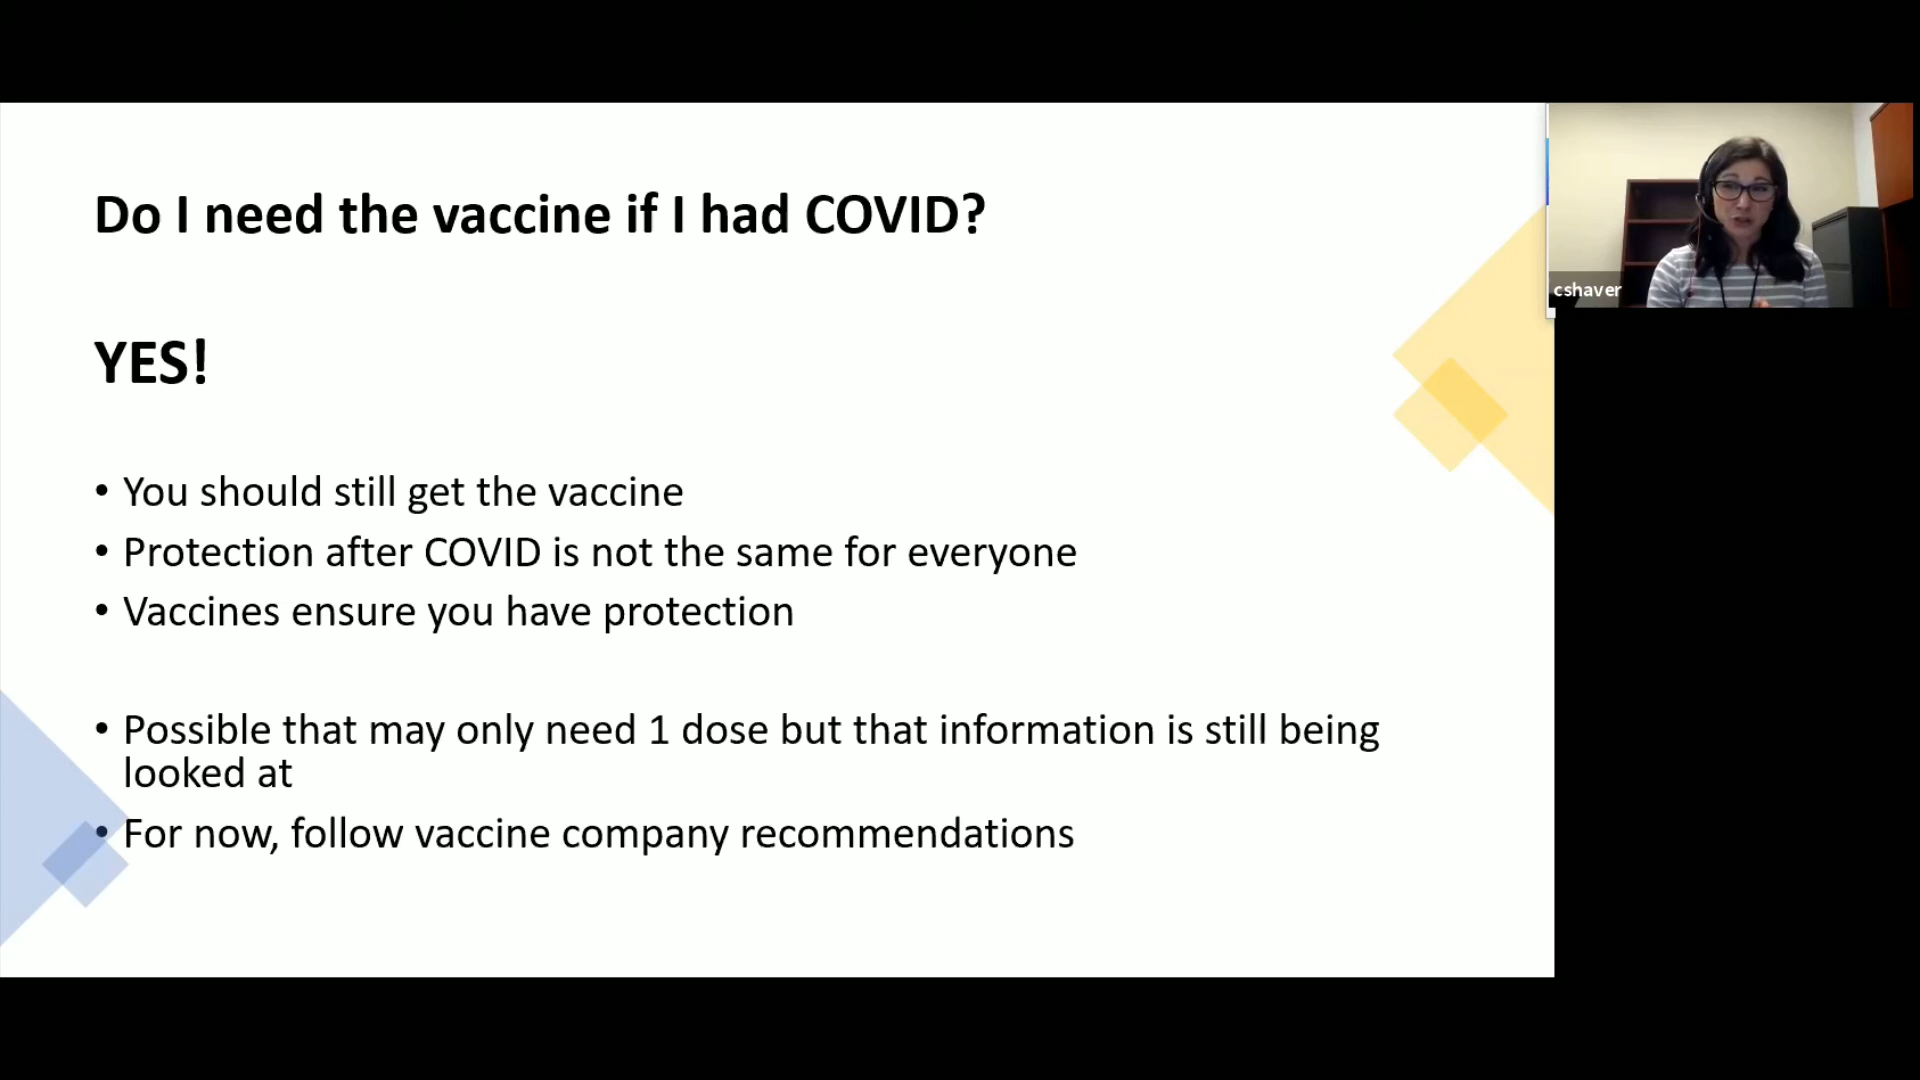 Do I need the vaccine if I had COVID?
cshaver
YES!
• You should still get the vaccine
• Protection after COVID is not the same for everyone
• Vaccines ensure you have protection
• Possible that may only need 1 dose but that information is still being
looked at
• For now, follow vaccine company recommendations